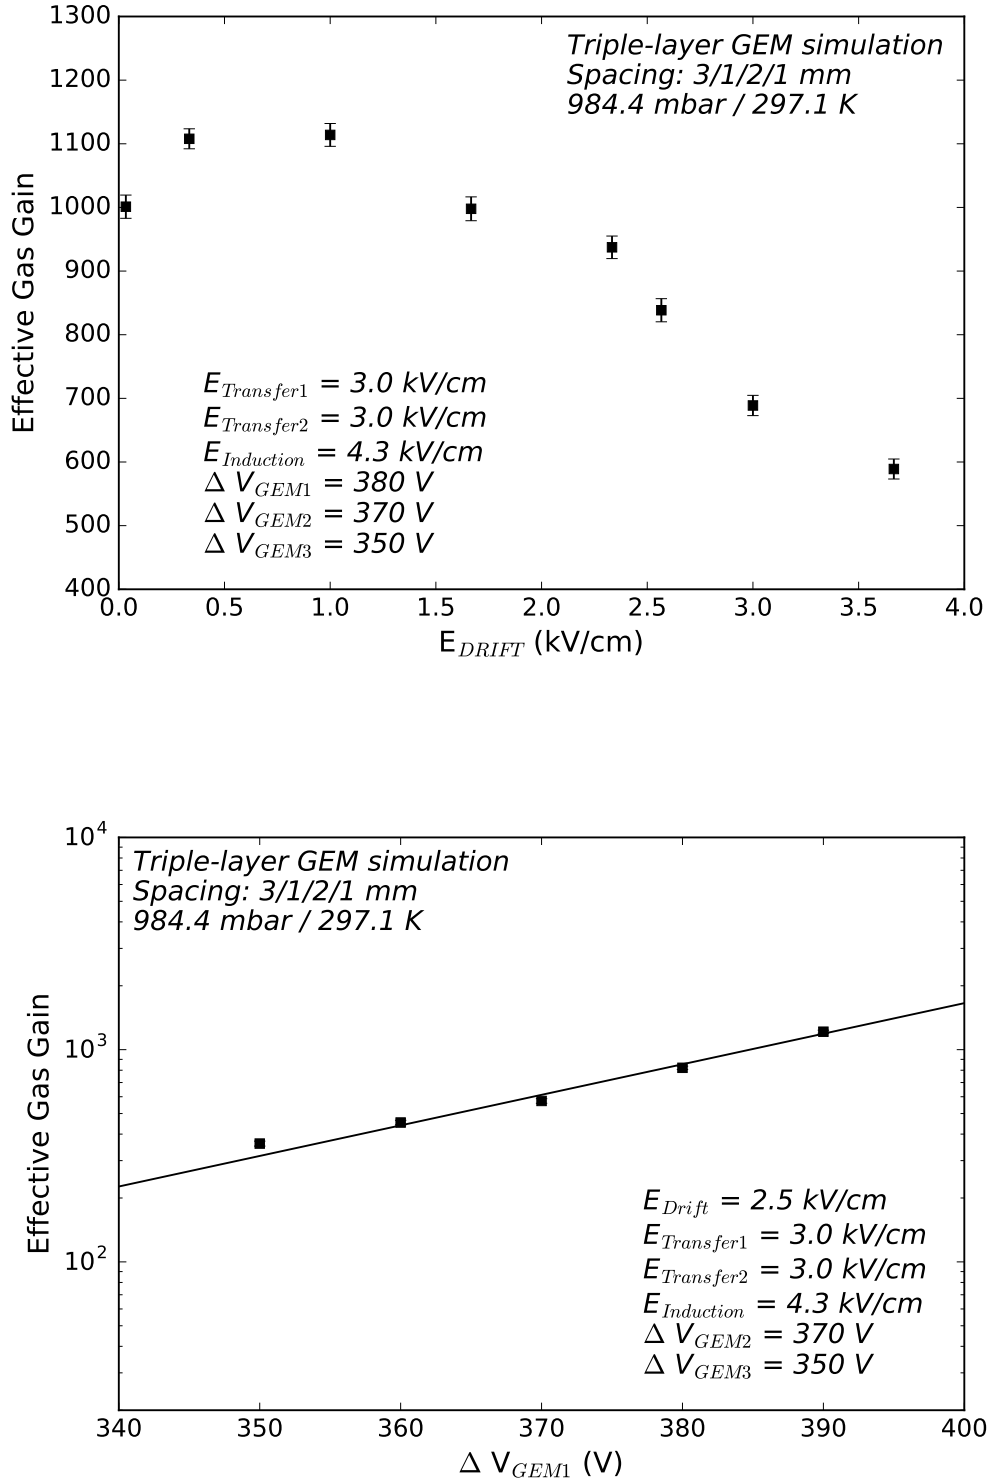 1300
1200
1100
1000
900
800
700
600
500
400
Effective Gas Gain
Triple-layer GEM simulation
Spacing: 3/1/2/1 mm
984.4 mbar / 297.1 K
E_Transfer1 = 3.0 kV/cm
E_Transfer2 = 3.0 kV/cm
E_Induction = 4.3 kV/cm
Δ V_GEM1 = 380 V
Δ V_GEM2 = 370 V
Δ V_GEM3 = 350 V
0.0 0.5 1.0 1.5 2.0 2.5 3.0 3.5 4.0
E_DRIFT (kV/cm)
10^4
10^3
10^2
Effective Gas Gain
Triple-layer GEM simulation
Spacing: 3/1/2/1 mm
984.4 mbar / 297.1 K
E_Drift = 2.5 kV/cm
E_Transfer1 = 3.0 kV/cm
E_Transfer2 = 3.0 kV/cm
E_Induction = 4.3 kV/cm
Δ V_GEM2 = 370 V
Δ V_GEM3 = 350 V
340 350 360 370 380 390 400
Δ V_GEM1 (V)